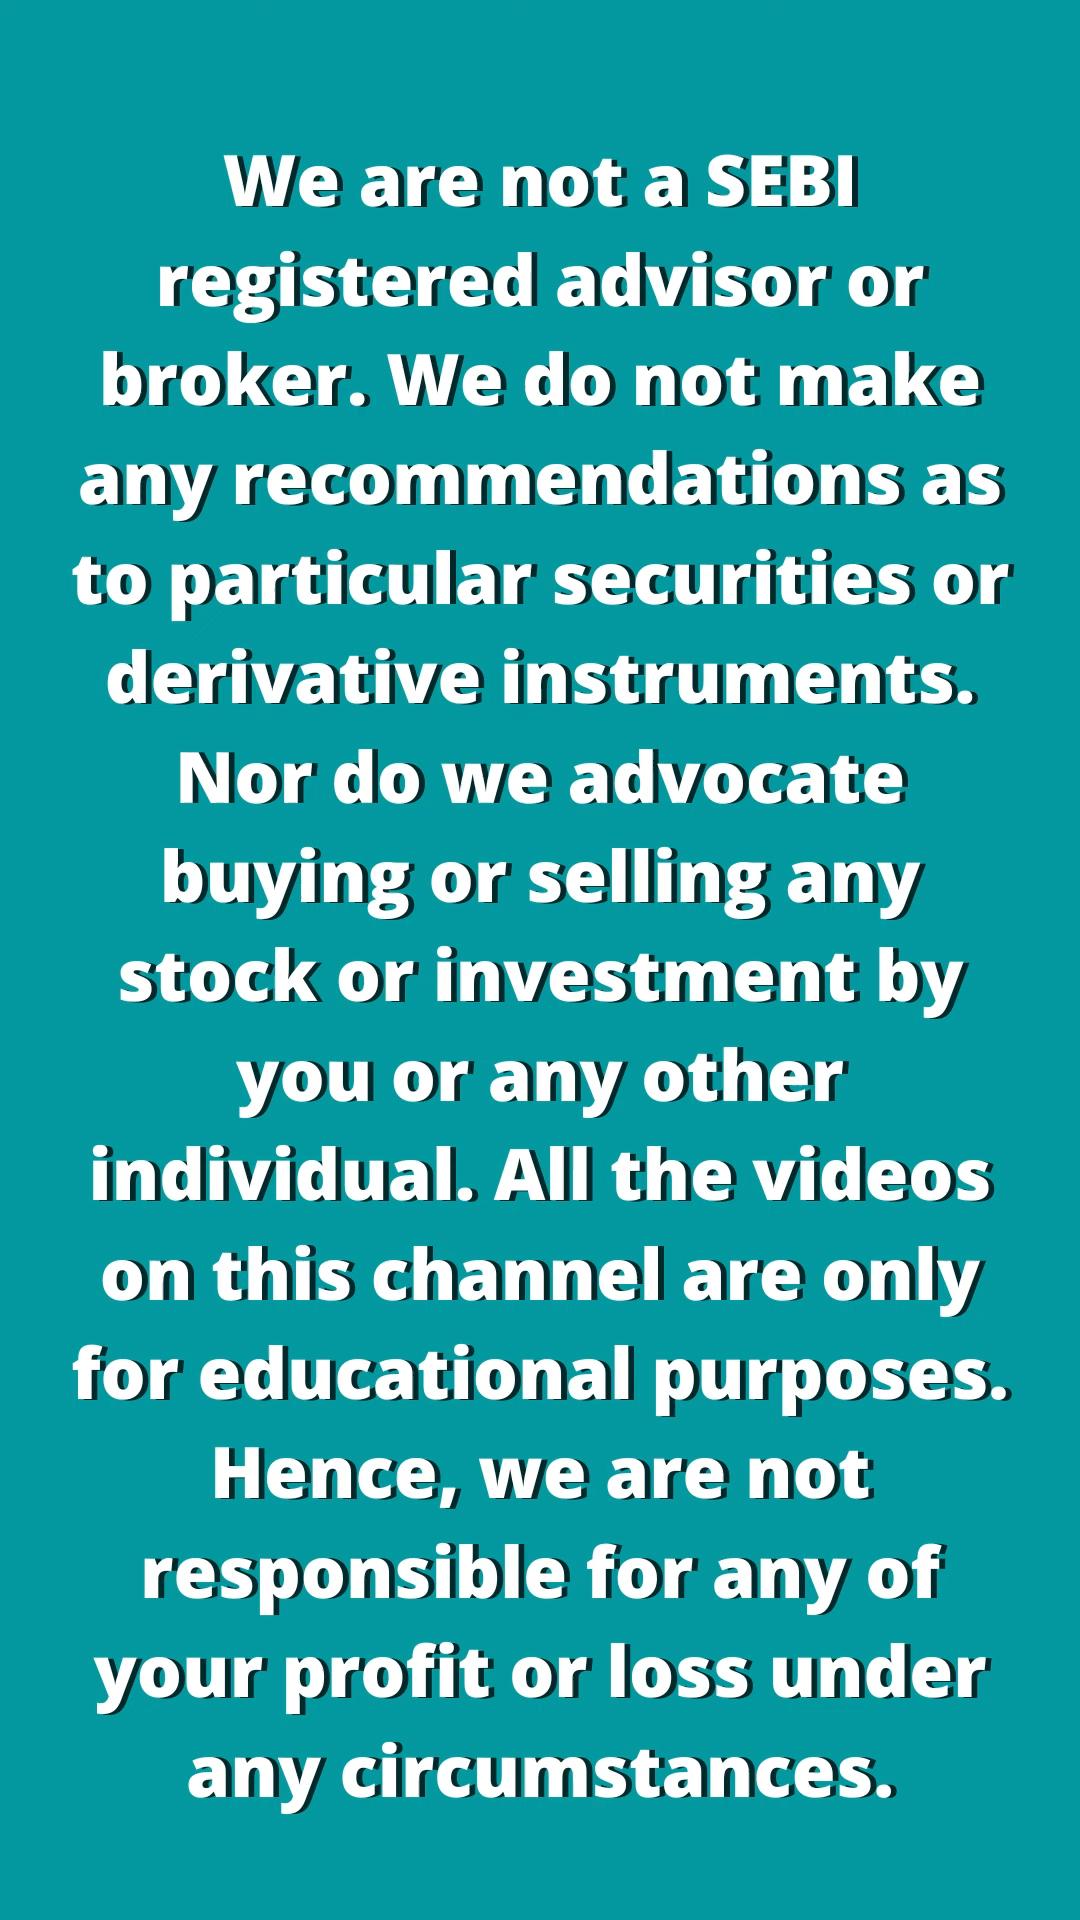 We are not a SEBI
registered advisor or
broker. We do not make
any recommendations as
to particular securities or
derivative instruments.
Nor do we advocate
buying or selling any
stock or investment by
you or any other
individual. All the videos
on this channel are only
for educational purposes.
Hence, we are not
responsible for any of
your profit or loss under
any circumstances.